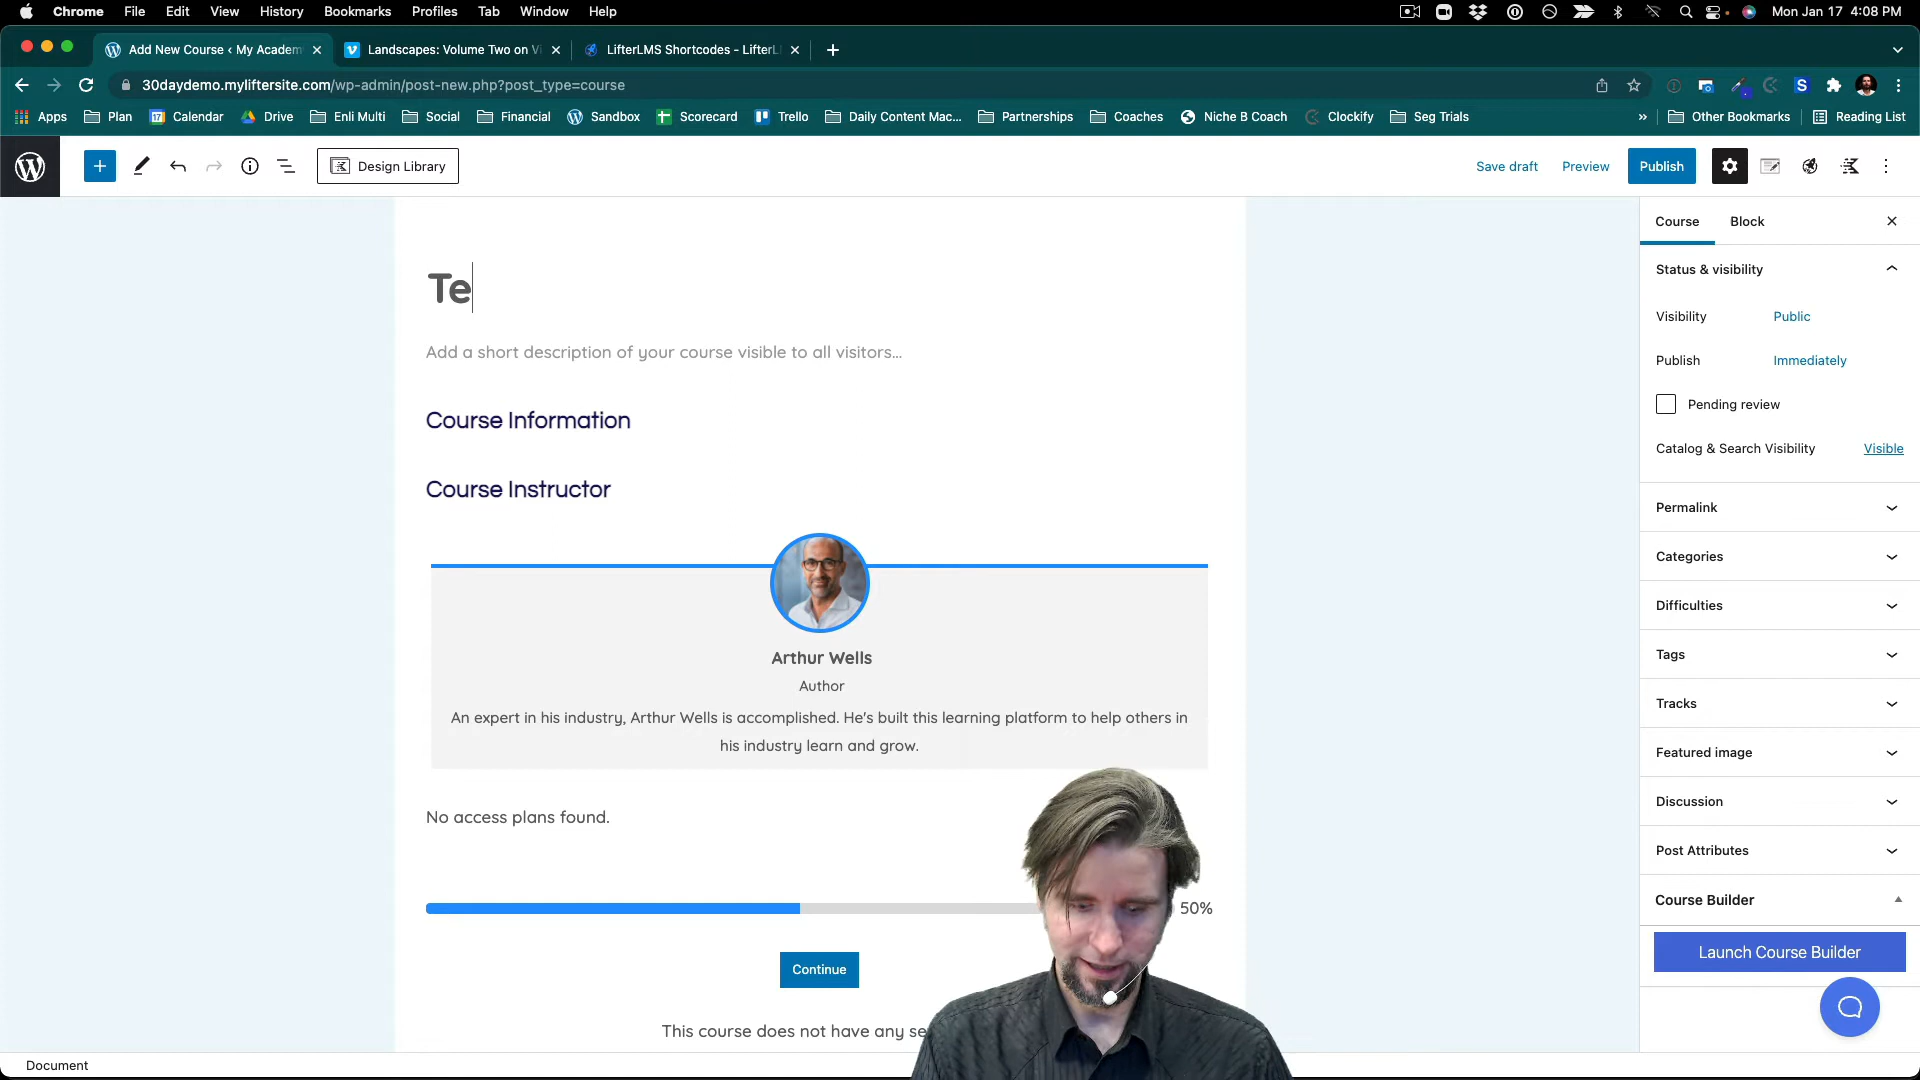 Chrome File Edit View History Bookmarks Profiles Tab Window Help
Mon Jan 17 4:08 PM
Add New Course ‹ My Academ
Landscapes: Volume Two on Vi
LifterLMS Shortcodes - LifterL
30daydemo.myliftersite.com/wp-admin/post-new.php?post_type=course
Apps Plan Calendar Drive Enli Multi Social Financial Sandbox Scorecard Trello Daily Content Mac... Partnerships Coaches Niche B Coach Clockify Seg Trials » Other Bookmarks Reading List
Design Library
Save draft Preview Publish
Te
Add a short description of your course visible to all visitors...
Course Information
Course Instructor
Arthur Wells
Author
An expert in his industry, Arthur Wells is accomplished. He's built this learning platform to help others in
his industry learn and grow.
No access plans found.
50%
Continue
This course does not have any se
Course Block
Status & visibility
Visibility Public
Publish Immediately
Pending review
Catalog & Search Visibility Visible
Permalink
Categories
Difficulties
Tags
Tracks
Featured image
Discussion
Post Attributes
Course Builder
Launch Course Builder
Document